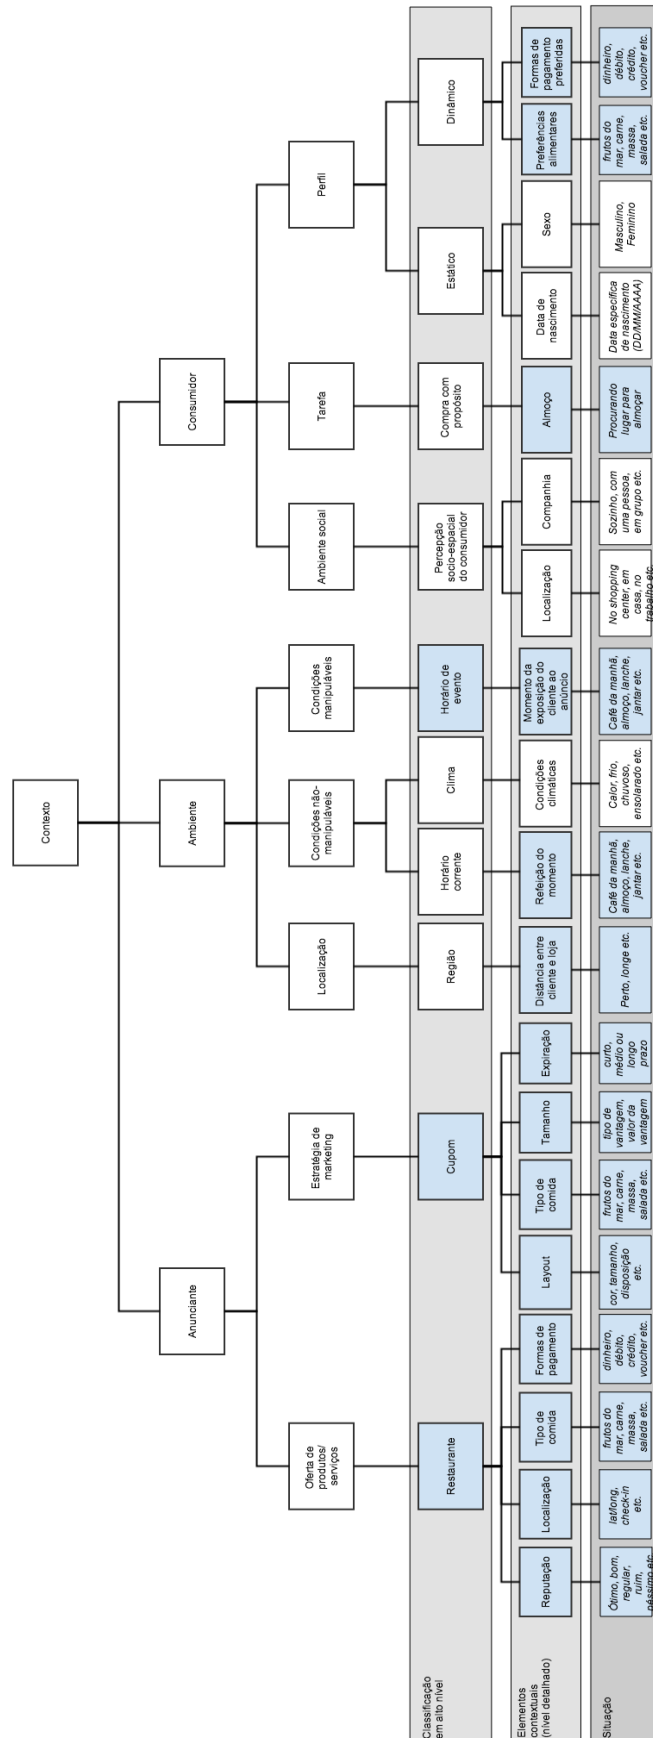 Contexto
Anunciante
Ambiente
Consumidor
Oferta de
produtos/
serviços
Estratégia de
marketing
Localização
Condições não-
manipuláveis
Condições
manipuláveis
Ambiente social
Tarefa
Perfil
Classificação
em alto nível
Restaurante
Cupom
Região
Horário
corrente
Clima
Horário de
evento
Percepção
socio-espacial
do consumidor
Compra com
propósito
Estático
Dinâmico
Elementos
contextuais
(nível detalhado)
Reputação
Localização
Tipo de
comida
Formas de
pagamento
Layout
Tipo de
comida
Tamanho
Expiração
Distância entre
cliente e loja
Refeição do
momento
Condições
climáticas
Momento da
exposição do
cliente ao
anúncio
Localização
Companhia
Almoço
Data de
nascimento
Sexo
Preferências
alimentares
Formas de
pagamento
preferidas
Situação
Ótimo, bom,
regular,
ruim,
péssimo etc.
lat/long,
check-in
etc.
frutos do
mar, carne,
massa,
salada etc.
dinheiro,
débito,
crédito,
voucher etc.
cor, tamanho,
disposição
etc.
frutos do
mar, carne,
massa,
salada etc.
tipo de
vantagem,
valor da
vantagem
curto,
médio ou
longo
prazo
Perto, longe etc.
Café da manhã,
almoço, lanche,
jantar etc.
Calor, frio,
chuvoso,
ensolarado etc.
Café da manhã,
almoço, lanche,
jantar etc.
No shopping
center, em
casa, no
trabalho etc.
Sozinho, com
uma pessoa,
em grupo etc.
Procurando
lugar para
almoçar
Data específica
de nascimento
(DD/MM/AAAA)
Masculino,
Feminino
frutos do
mar, carne,
massa,
salada etc.
dinheiro,
débito,
crédito,
voucher etc.